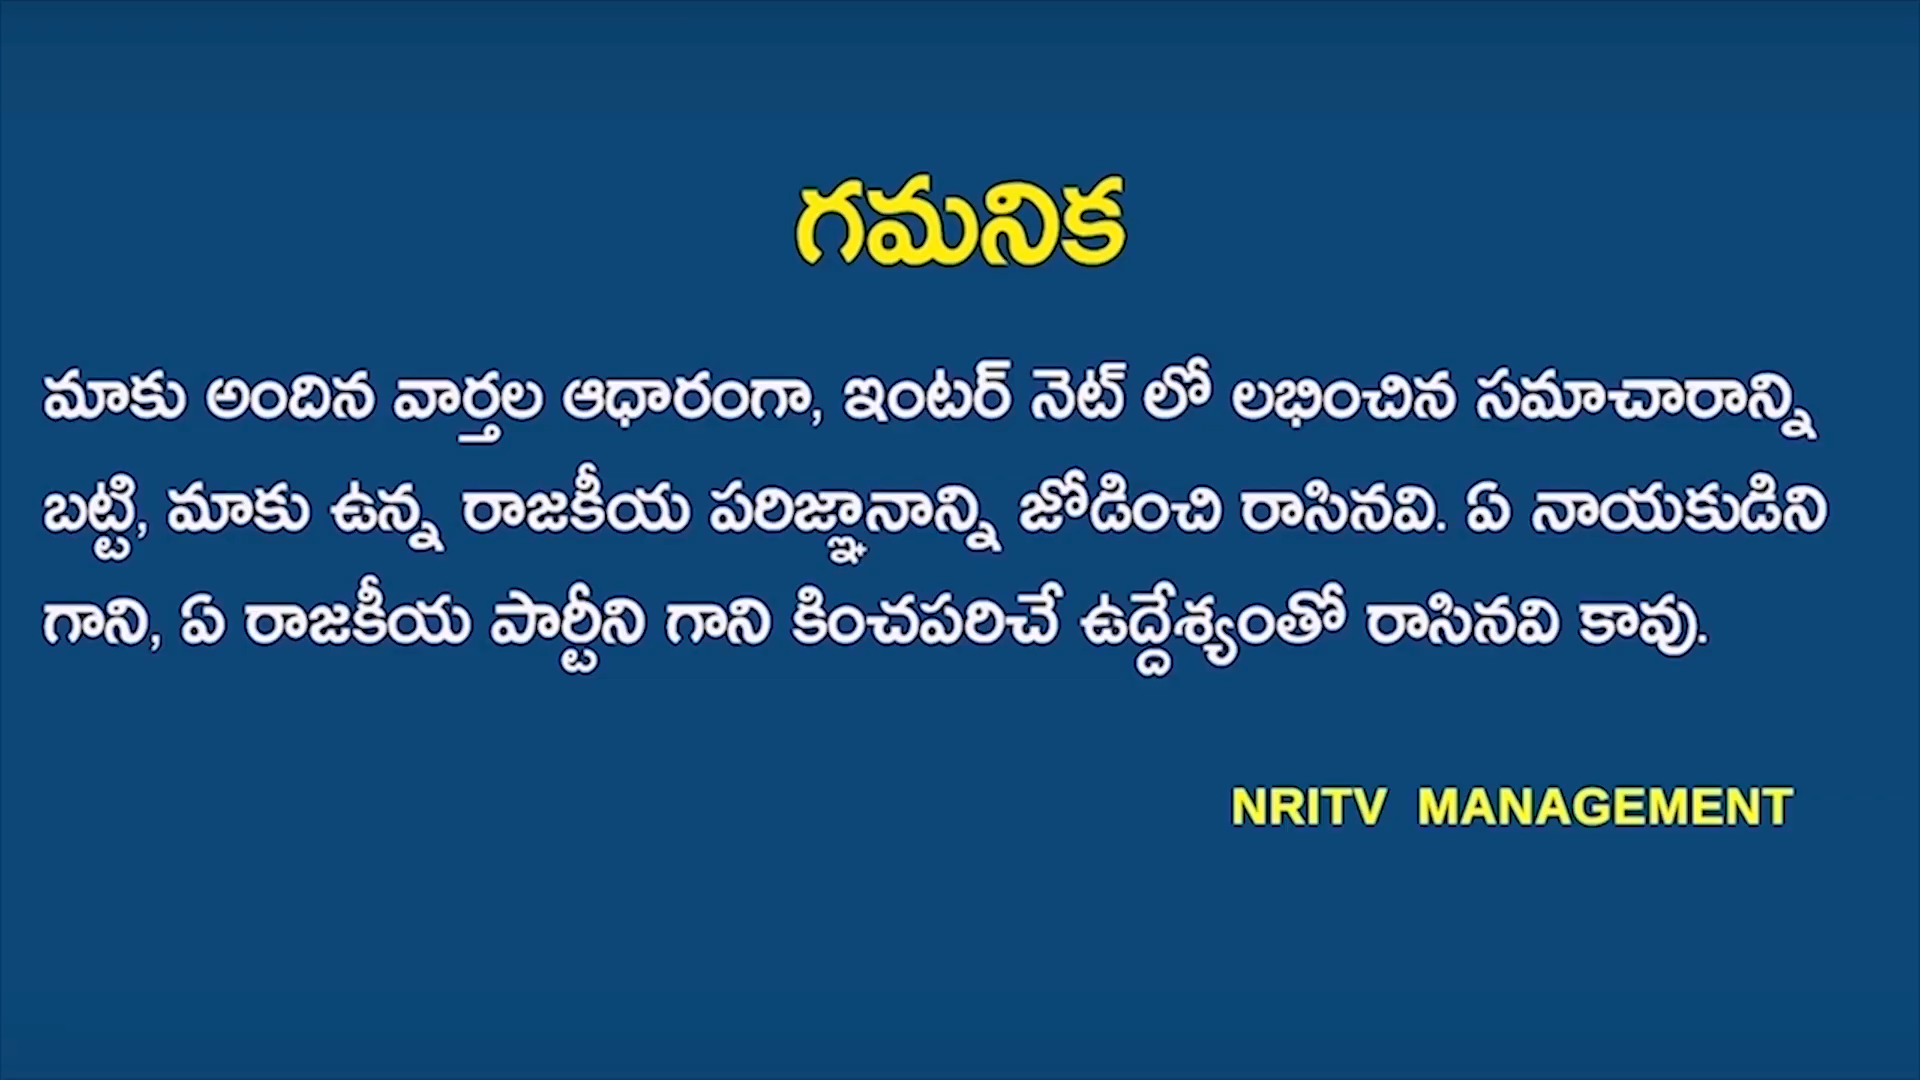 గమనిక
మాకు అందిన వార్తల ఆధారంగా, ఇంటర్ నెట్ లో లభించిన సమాచారాన్ని
బట్టి, మాకు ఉన్న రాజకీయ పరిజ్ఞానాన్ని జోడించి రాసినవి. ఏ నాయకుడిని
గాని, ఏ రాజకీయ పార్టీని గాని కించపరిచే ఉద్దేశ్యంతో రాసినవి కావు.
NRITV MANAGEMENT